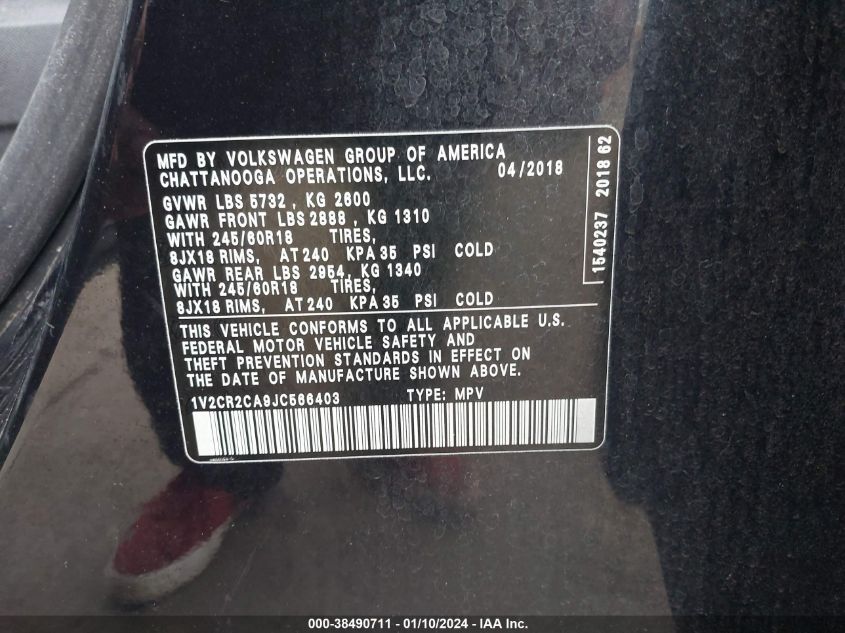 MFD BY VOLKSWAGEN GROUP OF AMERICA
CHATTANOOGA OPERATIONS, LLC. 04/2018
GVWR LBS 5732 , KG 2600
GAWR FRONT LBS 2888 , KG 1310
WITH 245/60R18 TIRES,
8JX18 RIMS, AT 240 KPA 35 PSI COLD
GAWR REAR LBS 2954 , KG 1340
WITH 245/60R18 TIRES,
8JX18 RIMS, AT 240 KPA 35 PSI COLD
THIS VEHICLE CONFORMS TO ALL APPLICABLE U.S.
FEDERAL MOTOR VEHICLE SAFETY AND
THEFT PREVENTION STANDARDS IN EFFECT ON
THE DATE OF MANUFACTURE SHOWN ABOVE.
1V2CR2CA9JC566403 TYPE: MPV
1540237 2018 62
000-38490711 - 01/10/2024 - IAA Inc.